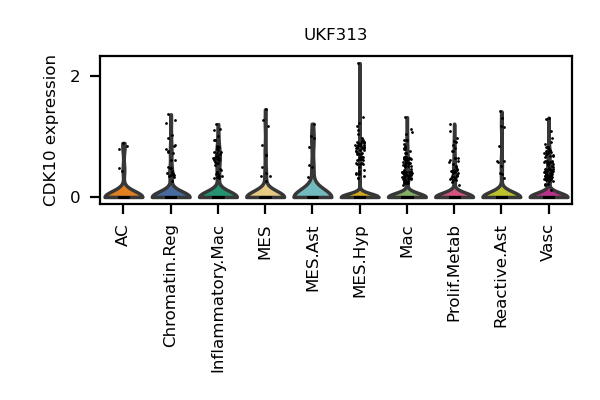 UKF313
CDK10 expression
2
0
AC
Chromatin.Reg
Inflammatory.Mac
MES
MES.Ast
MES.Hyp
Mac
Prolif.Metab
Reactive.Ast
Vasc